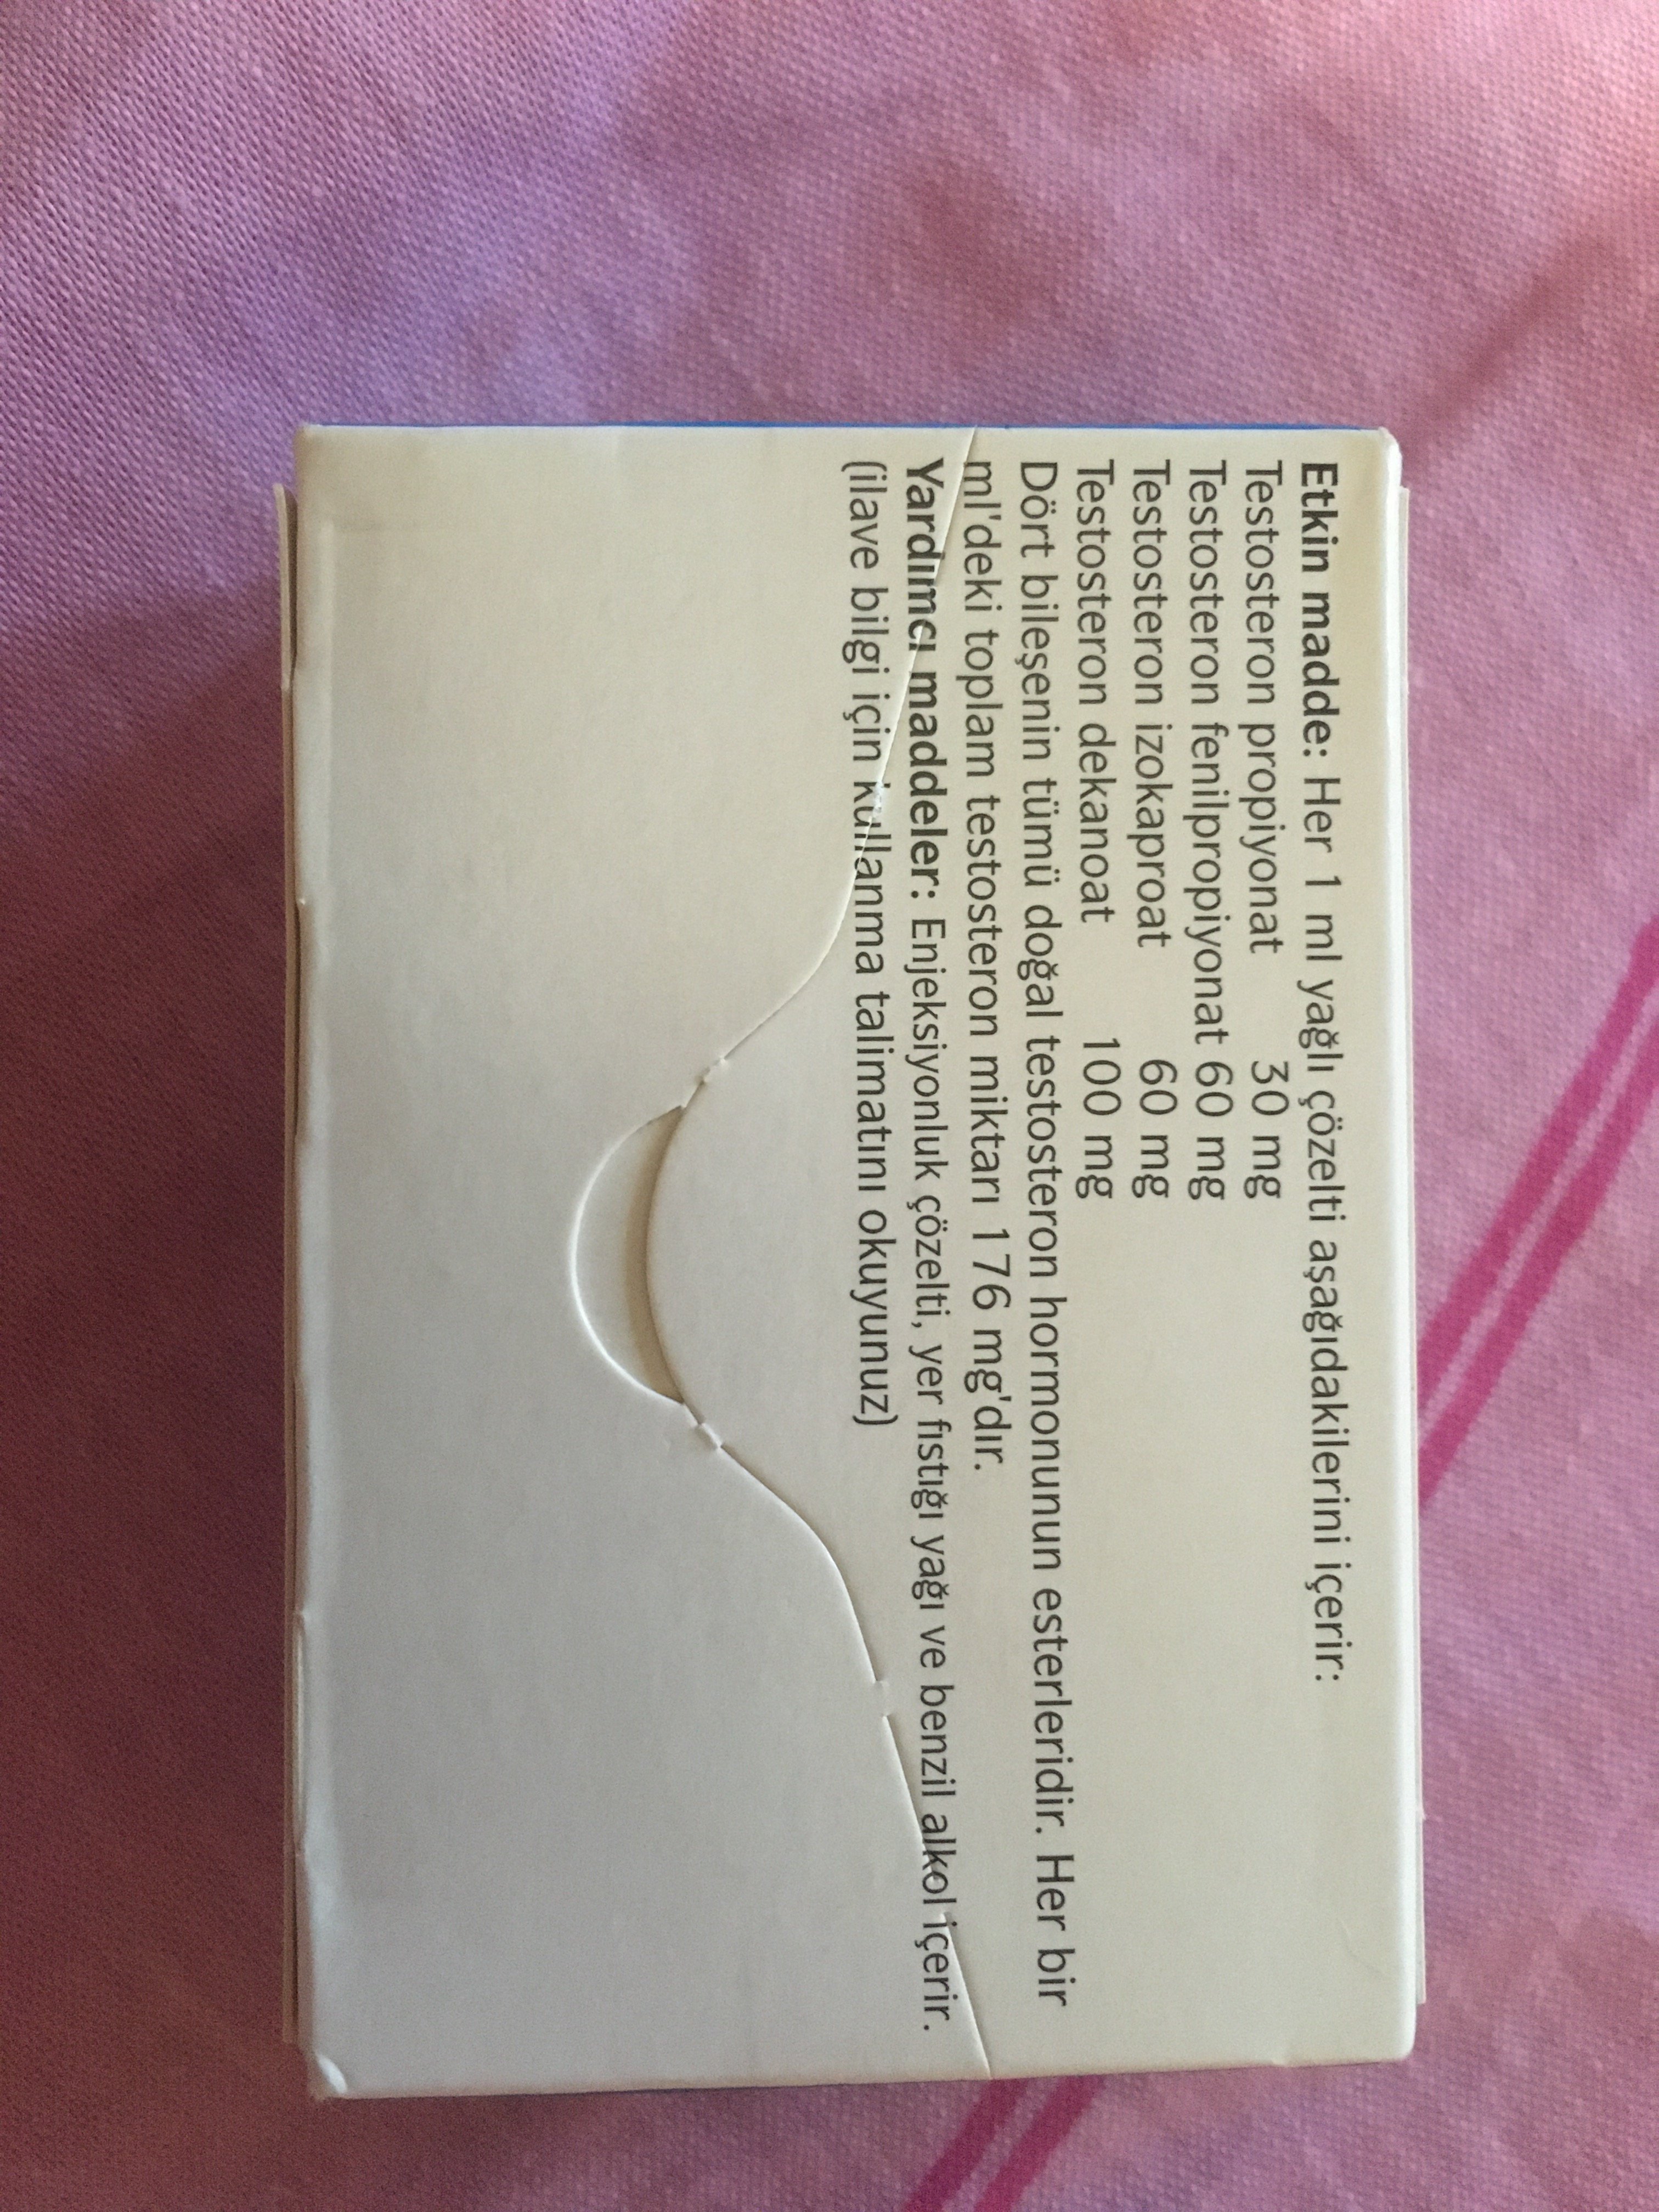 Etkin madde: Her 1 ml yağlı çözelti aşağıdakilerini içerir:
Testosteron propiyonat 30 mg
Testosteron fenilpropiyonat 60 mg
Testosteron izokaproat 60 mg
Testosteron dekanoat 100 mg
Dört bileşenin tümü doğal testosteron hormonunun esterleridir. Her bir
ml'deki toplam testosteron miktarı 176 mg'dır.
Yardımcı maddeler: Enjeksiyonluk çözelti, yer fıstığı yağı ve benzil alkol içerir.
(ilave bilgi için kullanma talimatını okuyunuz)